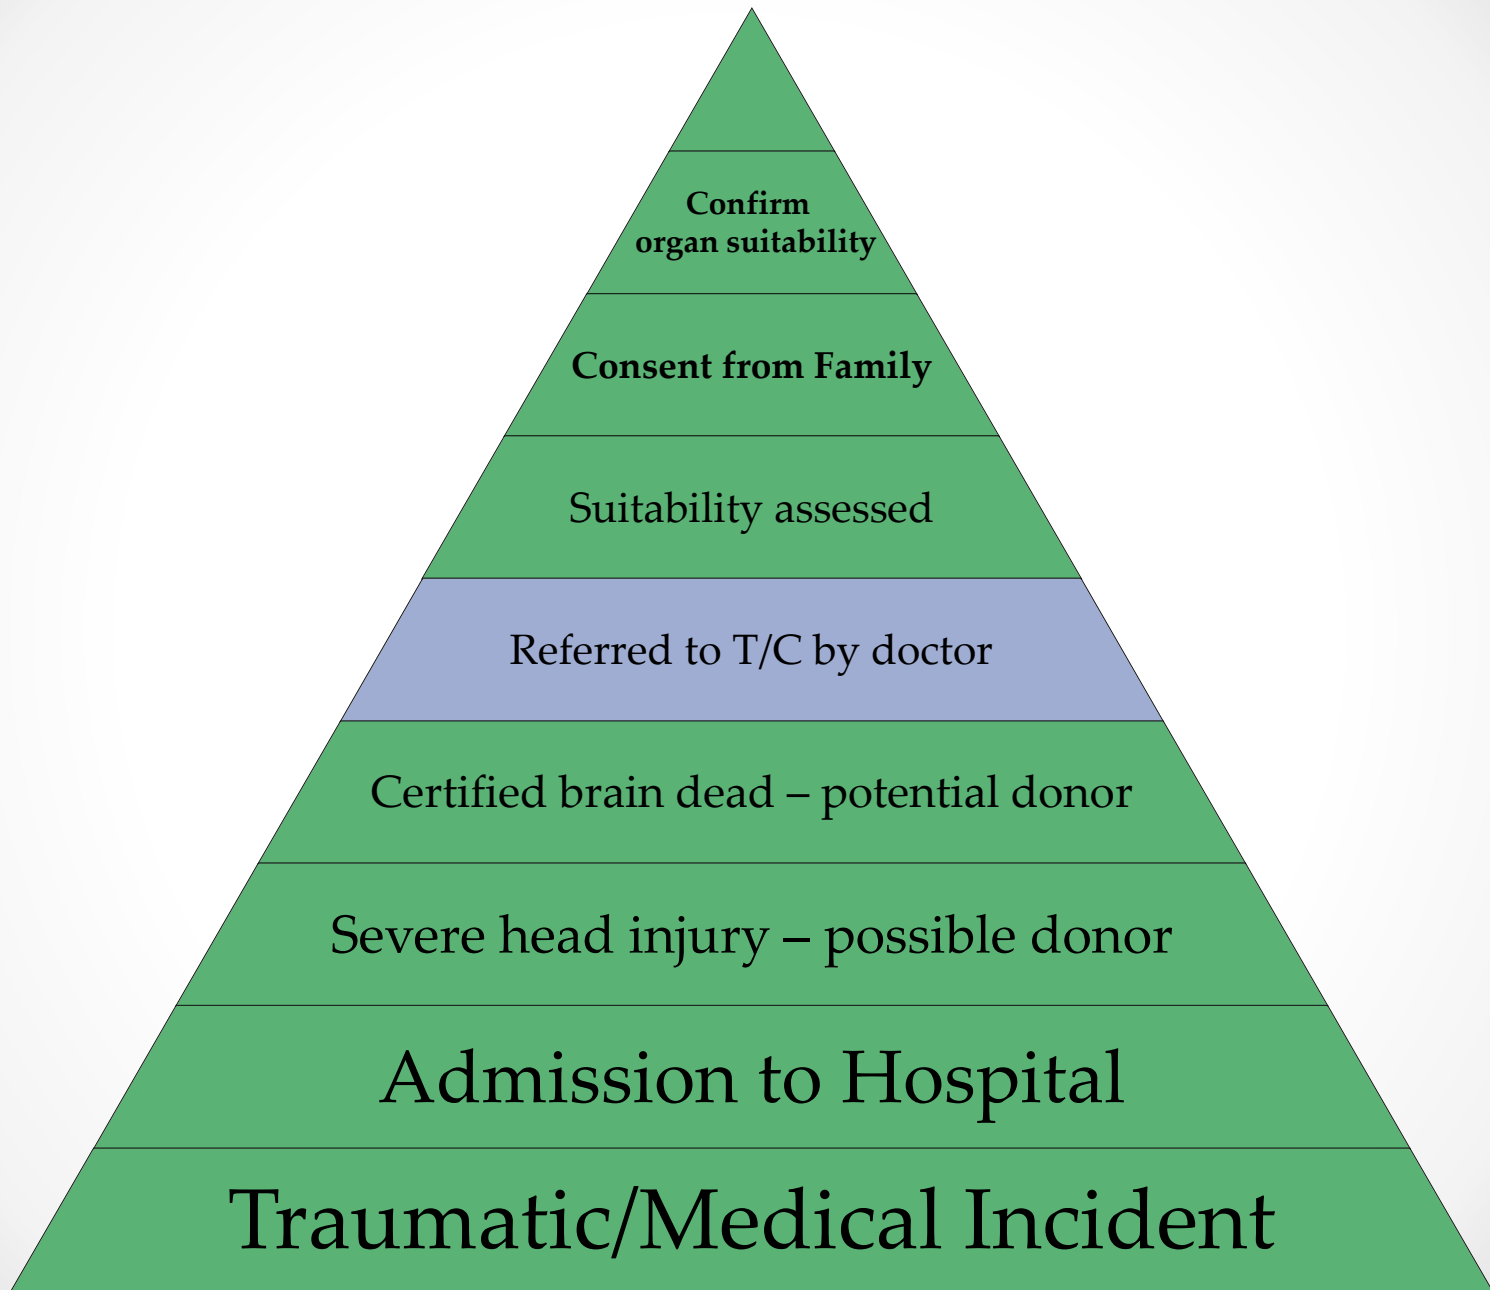 Confirm
organ suitability
Consent from Family
Suitability assessed
Referred to T/C by doctor
Certified brain dead – potential donor
Severe head injury – possible donor
Admission to Hospital
Traumatic/Medical Incident